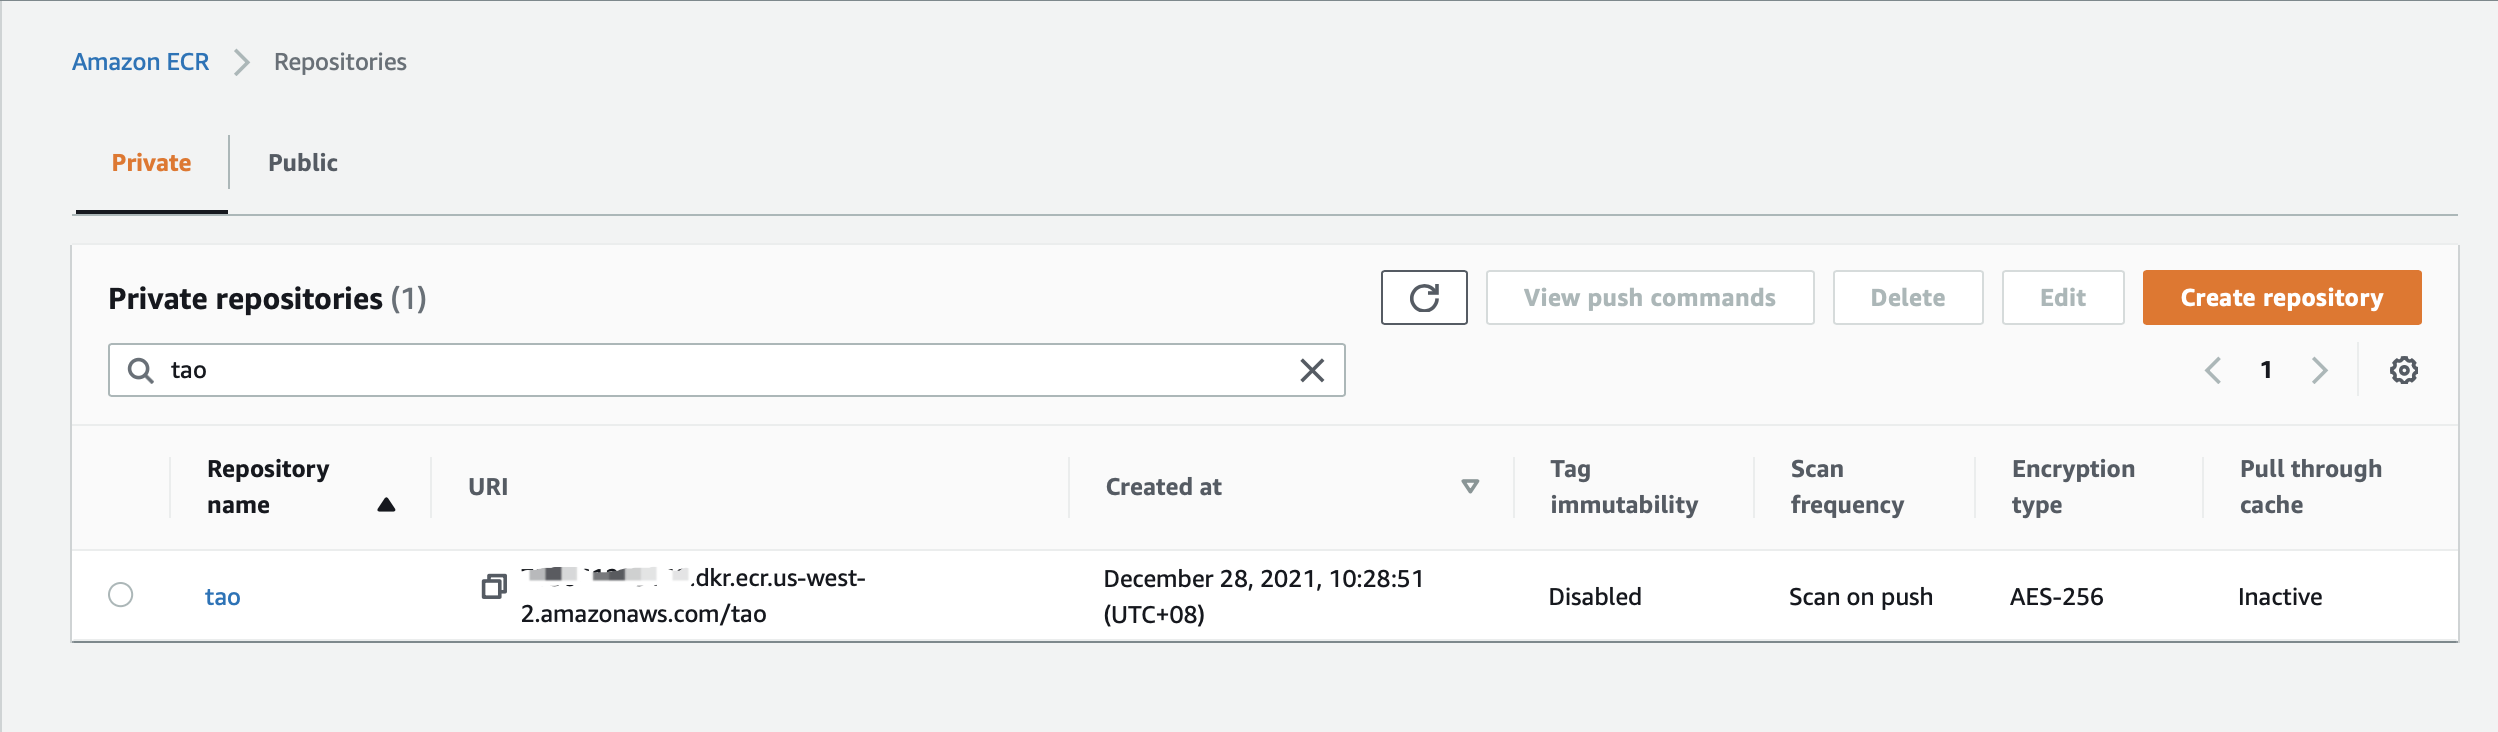 Amazon ECR > Repositories
Private Public
Private repositories (1)
View push commands Delete Edit Create repository
tao
1
Repository name URI Created at Tag immutability Scan frequency Encryption type Pull through cache
tao
.dkr.ecr.us-west-
2.amazonaws.com/tao
December 28, 2021, 10:28:51
(UTC+08)
Disabled
Scan on push
AES-256
Inactive